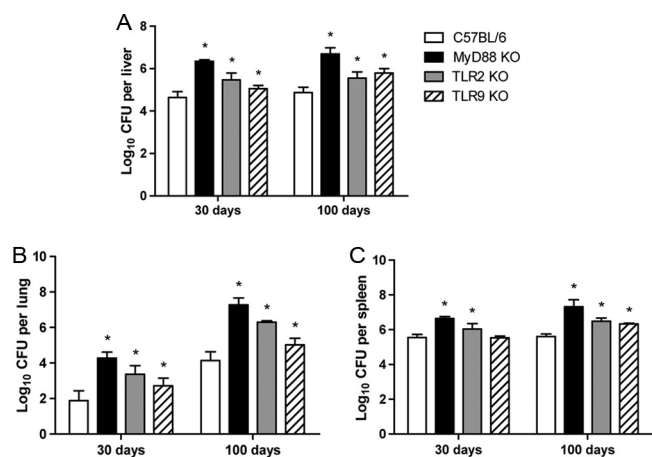 A
8
6
4
2
0
Log₁₀ CFU per liver
* * * * * *
30 days 100 days
C57BL/6
MyD88 KO
TLR2 KO
TLR9 KO
B
10
8
6
4
2
0
Log₁₀ CFU per lung
* * * * * *
30 days 100 days
C
10
8
6
4
2
0
Log₁₀ CFU per spleen
* * * * *
30 days 100 days